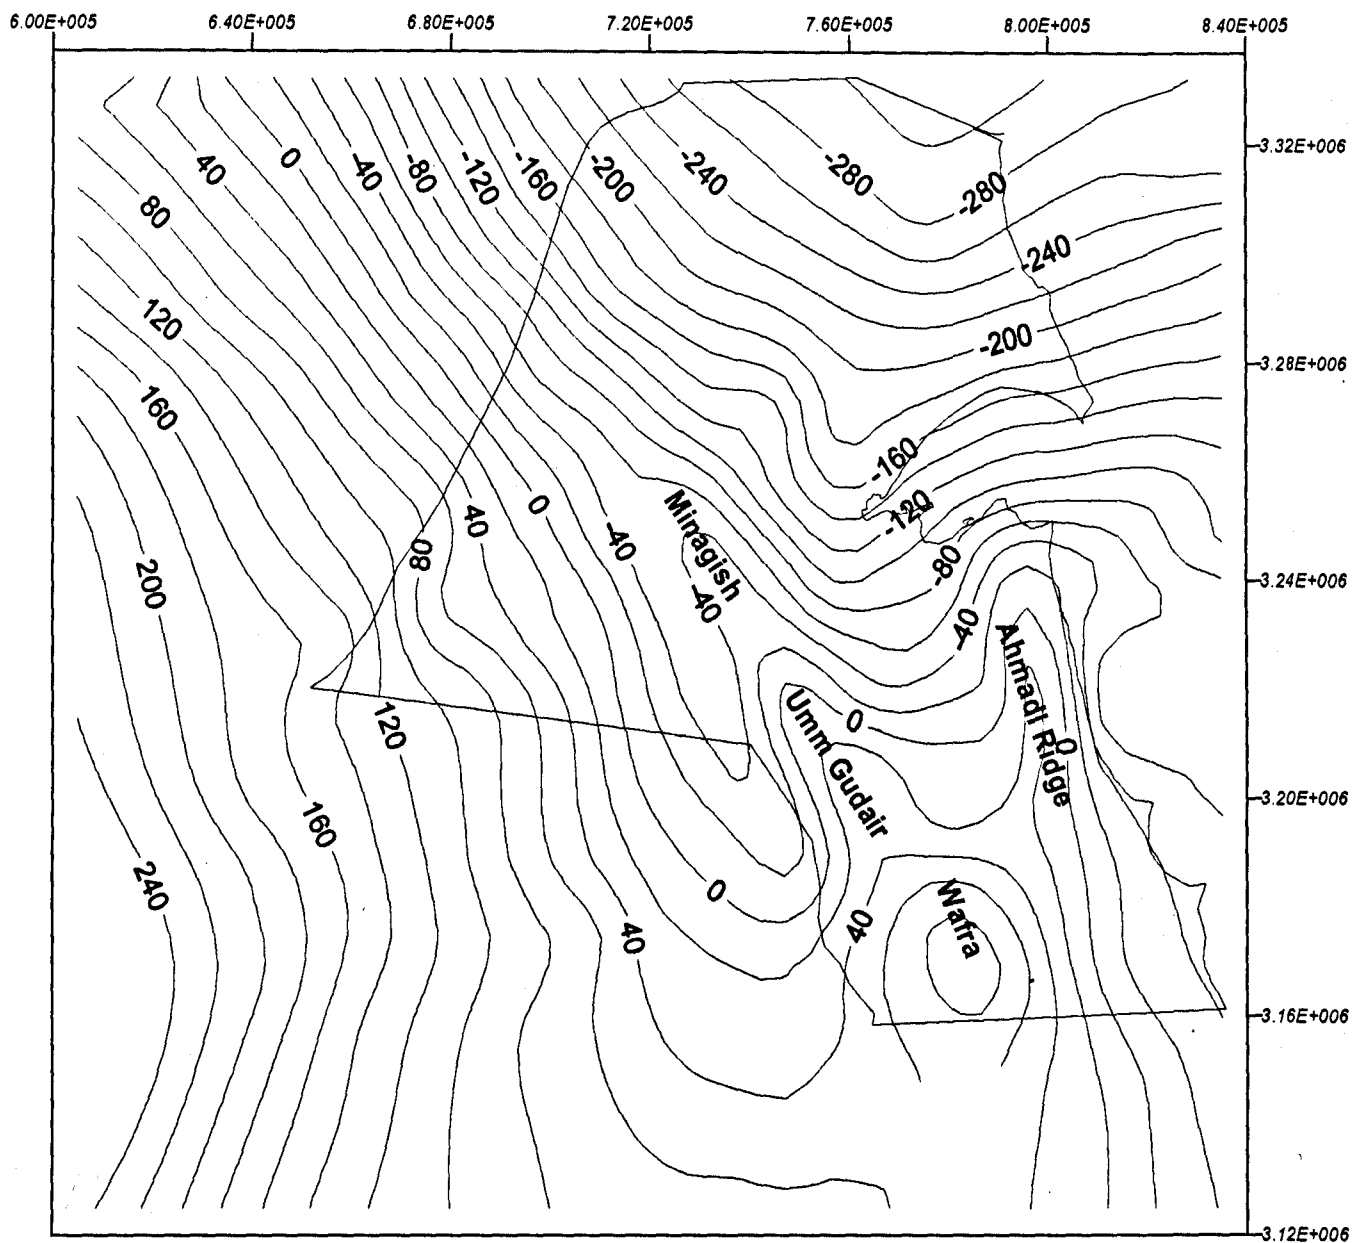 6.00E+005 6.40E+005 6.80E+005 7.20E+005 7.60E+005 8.00E+005 8.40E+005
3.32E+006
40 0 -40 -80 -120 -160 -200 -240 -280 -280
80
-240
120
-200
3.28E+006
160
-160
-120
0
40
-40
80
Minagish
-80
200
3.24E+006
-40
-40
Ahmadi Ridge
Umm Gudair
0
120
0
3.20E+006
160
240
0
Wafra
40
40
3.16E+006
3.12E+006